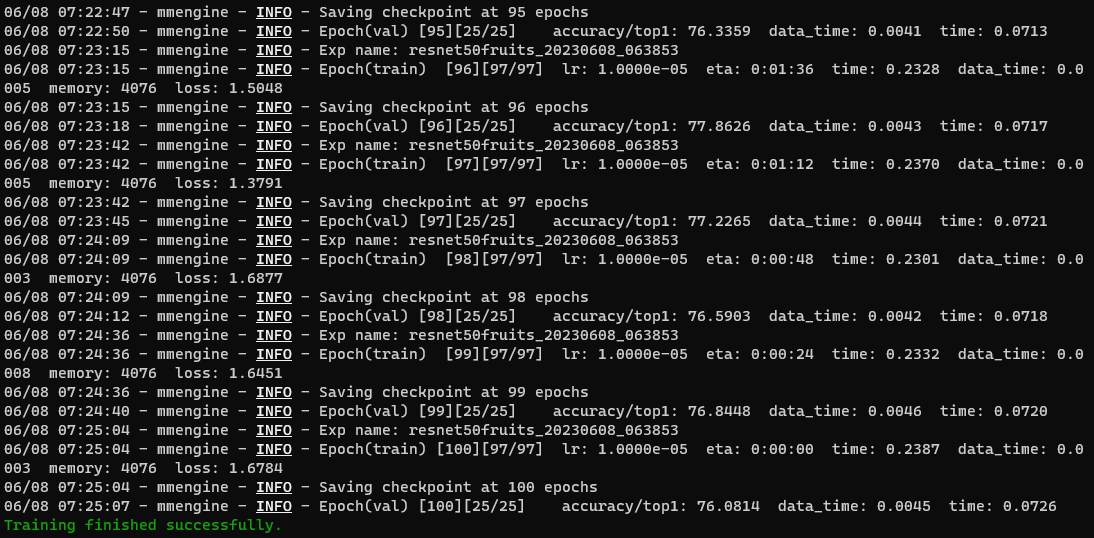 06/08 07:22:47 - mmengine - INFO - Saving checkpoint at 95 epochs
06/08 07:22:50 - mmengine - INFO - Epoch(val) [95][25/25]    accuracy/top1: 76.3359  data_time: 0.0041  time: 0.0713
06/08 07:23:15 - mmengine - INFO - Exp name: resnet50fruits_20230608_063853
06/08 07:23:15 - mmengine - INFO - Epoch(train)  [96][97/97]  lr: 1.0000e-05  eta: 0:01:36  time: 0.2328  data_time: 0.0
005  memory: 4076  loss: 1.5048
06/08 07:23:15 - mmengine - INFO - Saving checkpoint at 96 epochs
06/08 07:23:18 - mmengine - INFO - Epoch(val) [96][25/25]    accuracy/top1: 77.8626  data_time: 0.0043  time: 0.0717
06/08 07:23:42 - mmengine - INFO - Exp name: resnet50fruits_20230608_063853
06/08 07:23:42 - mmengine - INFO - Epoch(train)  [97][97/97]  lr: 1.0000e-05  eta: 0:01:12  time: 0.2370  data_time: 0.0
005  memory: 4076  loss: 1.3791
06/08 07:23:42 - mmengine - INFO - Saving checkpoint at 97 epochs
06/08 07:23:45 - mmengine - INFO - Epoch(val) [97][25/25]    accuracy/top1: 77.2265  data_time: 0.0044  time: 0.0721
06/08 07:24:09 - mmengine - INFO - Exp name: resnet50fruits_20230608_063853
06/08 07:24:09 - mmengine - INFO - Epoch(train)  [98][97/97]  lr: 1.0000e-05  eta: 0:00:48  time: 0.2301  data_time: 0.0
003  memory: 4076  loss: 1.6877
06/08 07:24:09 - mmengine - INFO - Saving checkpoint at 98 epochs
06/08 07:24:12 - mmengine - INFO - Epoch(val) [98][25/25]    accuracy/top1: 76.5903  data_time: 0.0042  time: 0.0718
06/08 07:24:36 - mmengine - INFO - Exp name: resnet50fruits_20230608_063853
06/08 07:24:36 - mmengine - INFO - Epoch(train)  [99][97/97]  lr: 1.0000e-05  eta: 0:00:24  time: 0.2332  data_time: 0.0
008  memory: 4076  loss: 1.6451
06/08 07:24:36 - mmengine - INFO - Saving checkpoint at 99 epochs
06/08 07:24:40 - mmengine - INFO - Epoch(val) [99][25/25]    accuracy/top1: 76.8448  data_time: 0.0046  time: 0.0720
06/08 07:25:04 - mmengine - INFO - Exp name: resnet50fruits_20230608_063853
06/08 07:25:04 - mmengine - INFO - Epoch(train) [100][97/97]  lr: 1.0000e-05  eta: 0:00:00  time: 0.2387  data_time: 0.0
003  memory: 4076  loss: 1.6784
06/08 07:25:04 - mmengine - INFO - Saving checkpoint at 100 epochs
06/08 07:25:07 - mmengine - INFO - Epoch(val) [100][25/25]    accuracy/top1: 76.0814  data_time: 0.0045  time: 0.0726
Training finished successfully.